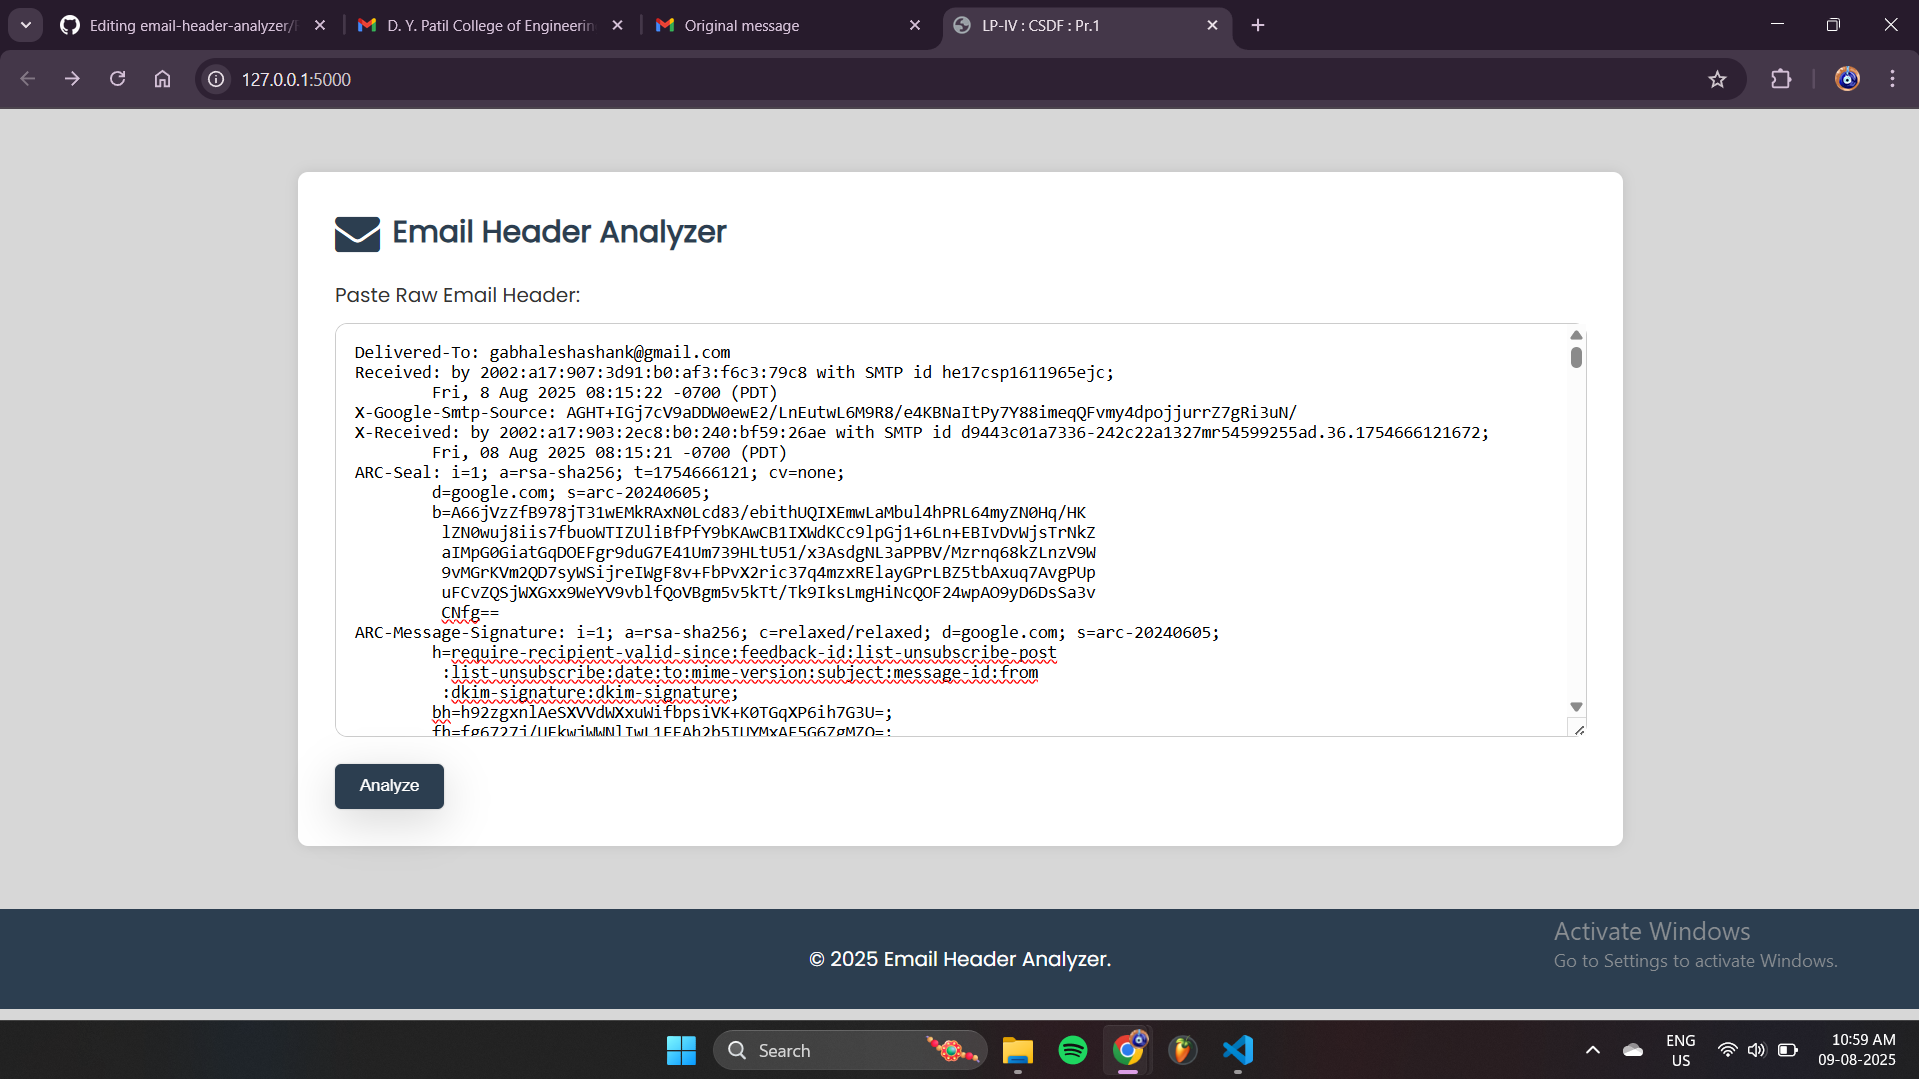 Editing email-header-analyzer/
D. Y. Patil College of Engineerin
Original message
LP-IV : CSDF : Pr.1
127.0.0.1:5000
Email Header Analyzer
Paste Raw Email Header:
Delivered-To: gabhaleshashank@gmail.com
Received: by 2002:a17:907:3d91:b0:af3:f6c3:79c8 with SMTP id he17csp1611965ejc;
Fri, 8 Aug 2025 08:15:22 -0700 (PDT)
X-Google-Smtp-Source: AGHT+IGj7cV9aDDW0ewE2/LnEutwL6M9R8/e4KBNaItPy7Y88imeqQFvmy4dpojjurrZ7gRi3uN/
X-Received: by 2002:a17:903:2ec8:b0:240:bf59:26ae with SMTP id d9443c01a7336-242c22a1327mr54599255ad.36.1754666121672;
Fri, 08 Aug 2025 08:15:21 -0700 (PDT)
ARC-Seal: i=1; a=rsa-sha256; t=1754666121; cv=none;
d=google.com; s=arc-20240605;
b=A66jVzZfB978jT31wEMkRAxN0Lcd83/ebithUQIXEmwLaMbul4hPRL64myZN0Hq/HK
lZN0wuj8iis7fbuoWTIZUliBfPfY9bKAwCB1IXWdKCc9lpGj1+6Ln+EBIvDvWjsTrNkZ
aIMpG0GiatGqDOEFgr9duG7E41Um739HLtU51/x3AsdgNL3aPPBV/Mzrnq68kZLnzV9W
9vMGrKVm2QD7syWSijreIWgF8v+FbPvX2ric37q4mzxRElayGPrLBZ5tbAxuq7AvgPUp
uFCvZQSjWXGxx9WeYV9vblfQoVBgm5v5kTt/Tk9IksLmgHiNcQOF24wpAO9yD6DsSa3v
CNfg==
ARC-Message-Signature: i=1; a=rsa-sha256; c=relaxed/relaxed; d=google.com; s=arc-20240605;
h=require-recipient-valid-since:feedback-id:list-unsubscribe-post
:list-unsubscribe:date:to:mime-version:subject:message-id:from
:dkim-signature:dkim-signature;
bh=h92zgxnlAeSXVVdWXxuWifbpsiVK+K0TGqXP6ih7G3U=;
Analyze
© 2025 Email Header Analyzer.
Activate Windows
Go to Settings to activate Windows.
Search
ENG
US
10:59 AM
09-08-2025